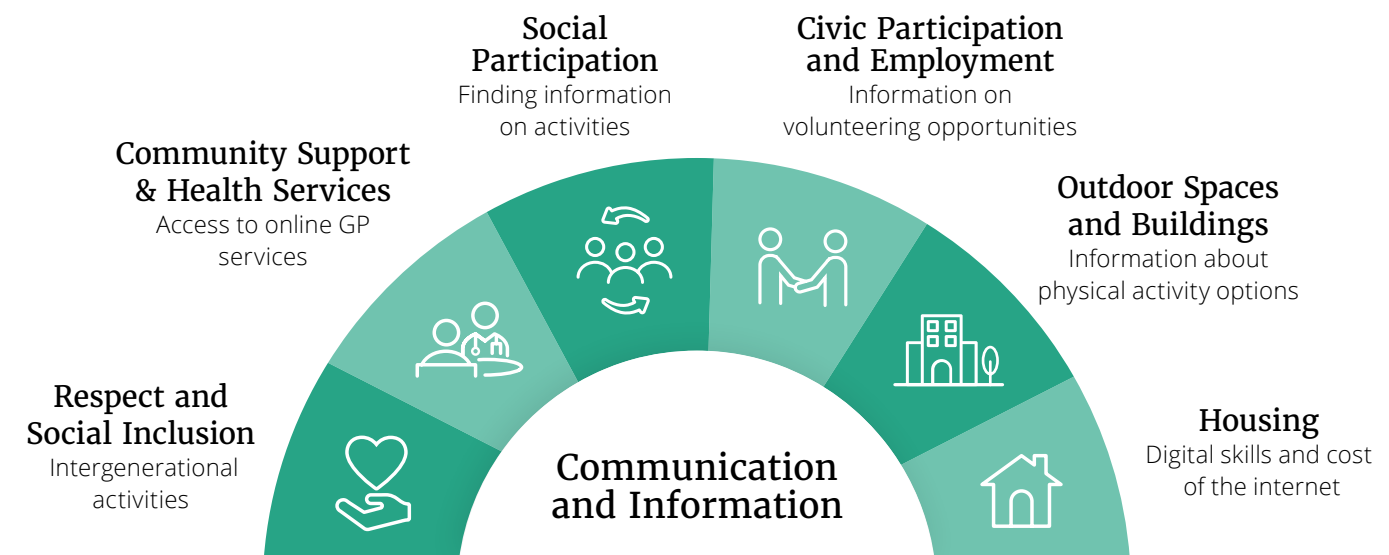 Social
Participation
Finding information
on activities
Civic Participation
and Employment
Information on
volunteering opportunities
Community Support
& Health Services
Access to online GP
services
Outdoor Spaces
and Buildings
Information about
physical activity options
Respect and
Social Inclusion
Intergenerational
activities
Housing
Digital skills and cost
of the internet
Communication
and Information